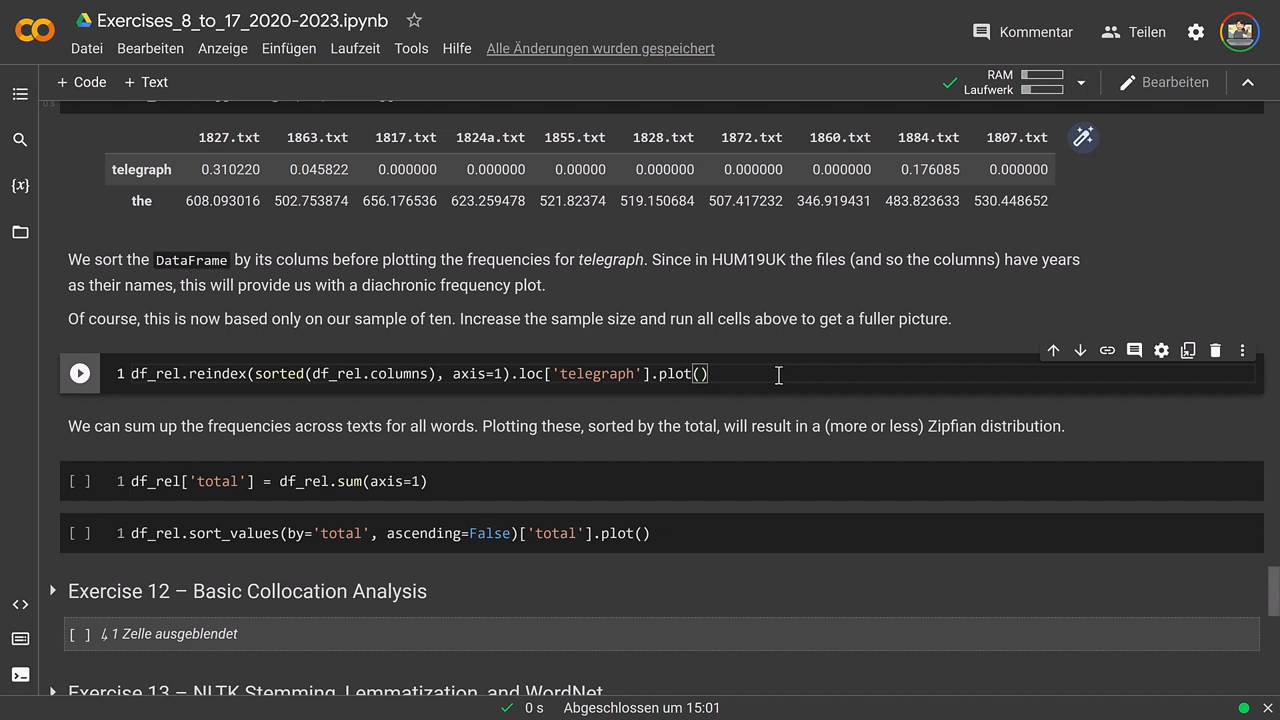 Exercises_8_to_17_2020-2023.ipynb
Kommentar
Teilen
Datei Bearbeiten Anzeige Einfügen Laufzeit Tools Hilfe Alle Änderungen wurden gespeichert
+ Code + Text
RAM
Laufwerk
Bearbeiten
0 s
1827.txt 1863.txt 1817.txt 1824a.txt 1855.txt 1828.txt 1872.txt 1860.txt 1884.txt 1807.txt
telegraph 0.310220 0.045822 0.000000 0.000000 0.00000 0.000000 0.000000 0.000000 0.176085 0.000000
the 608.093016 502.753874 656.176536 623.259478 521.82374 519.150684 507.417232 346.919431 483.823633 530.448652
We sort the DataFrame by its colums before plotting the frequencies for telegraph. Since in HUM19UK the files (and so the columns) have years
as their names, this will provide us with a diachronic frequency plot.
Of course, this is now based only on our sample of ten. Increase the sample size and run all cells above to get a fuller picture.
1 df_rel.reindex(sorted(df_rel.columns), axis=1).loc['telegraph'].plot()
We can sum up the frequencies across texts for all words. Plotting these, sorted by the total, will result in a (more or less) Zipfian distribution.
[ ] 1 df_rel['total'] = df_rel.sum(axis=1)
[ ] 1 df_rel.sort_values(by='total', ascending=False)['total'].plot()
Exercise 12 – Basic Collocation Analysis
[ ] ↳ 1 Zelle ausgeblendet
Exercise 13 – NLTK Stemming, Lemmatization, and WordNet
0 s Abgeschlossen um 15:01